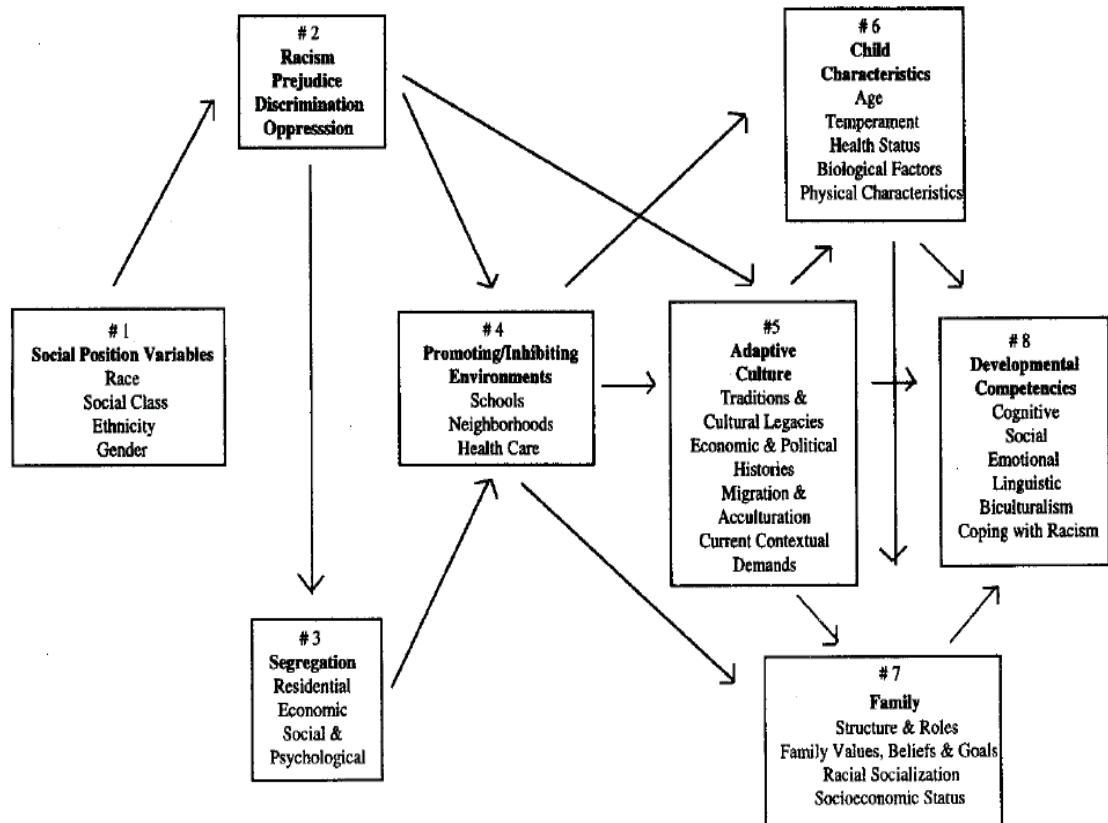 # 2
Racism
Prejudice
Discrimination
Oppresssion
# 6
Child
Characteristics
Age
Temperament
Health Status
Biological Factors
Physical Characteristics
# 1
Social Position Variables
Race
Social Class
Ethnicity
Gender
# 4
Promoting/Inhibiting
Environments
Schools
Neighborhoods
Health Care
#5
Adaptive
Culture
Traditions &
Cultural Legacies
Economic & Political
Histories
Migration &
Acculturation
Current Contextual
Demands
# 8
Developmental
Competencies
Cognitive
Social
Emotional
Linguistic
Biculturalism
Coping with Racism
# 3
Segregation
Residential
Economic
Social &
Psychological
# 7
Family
Structure & Roles
Family Values, Beliefs & Goals
Racial Socialization
Socioeconomic Status